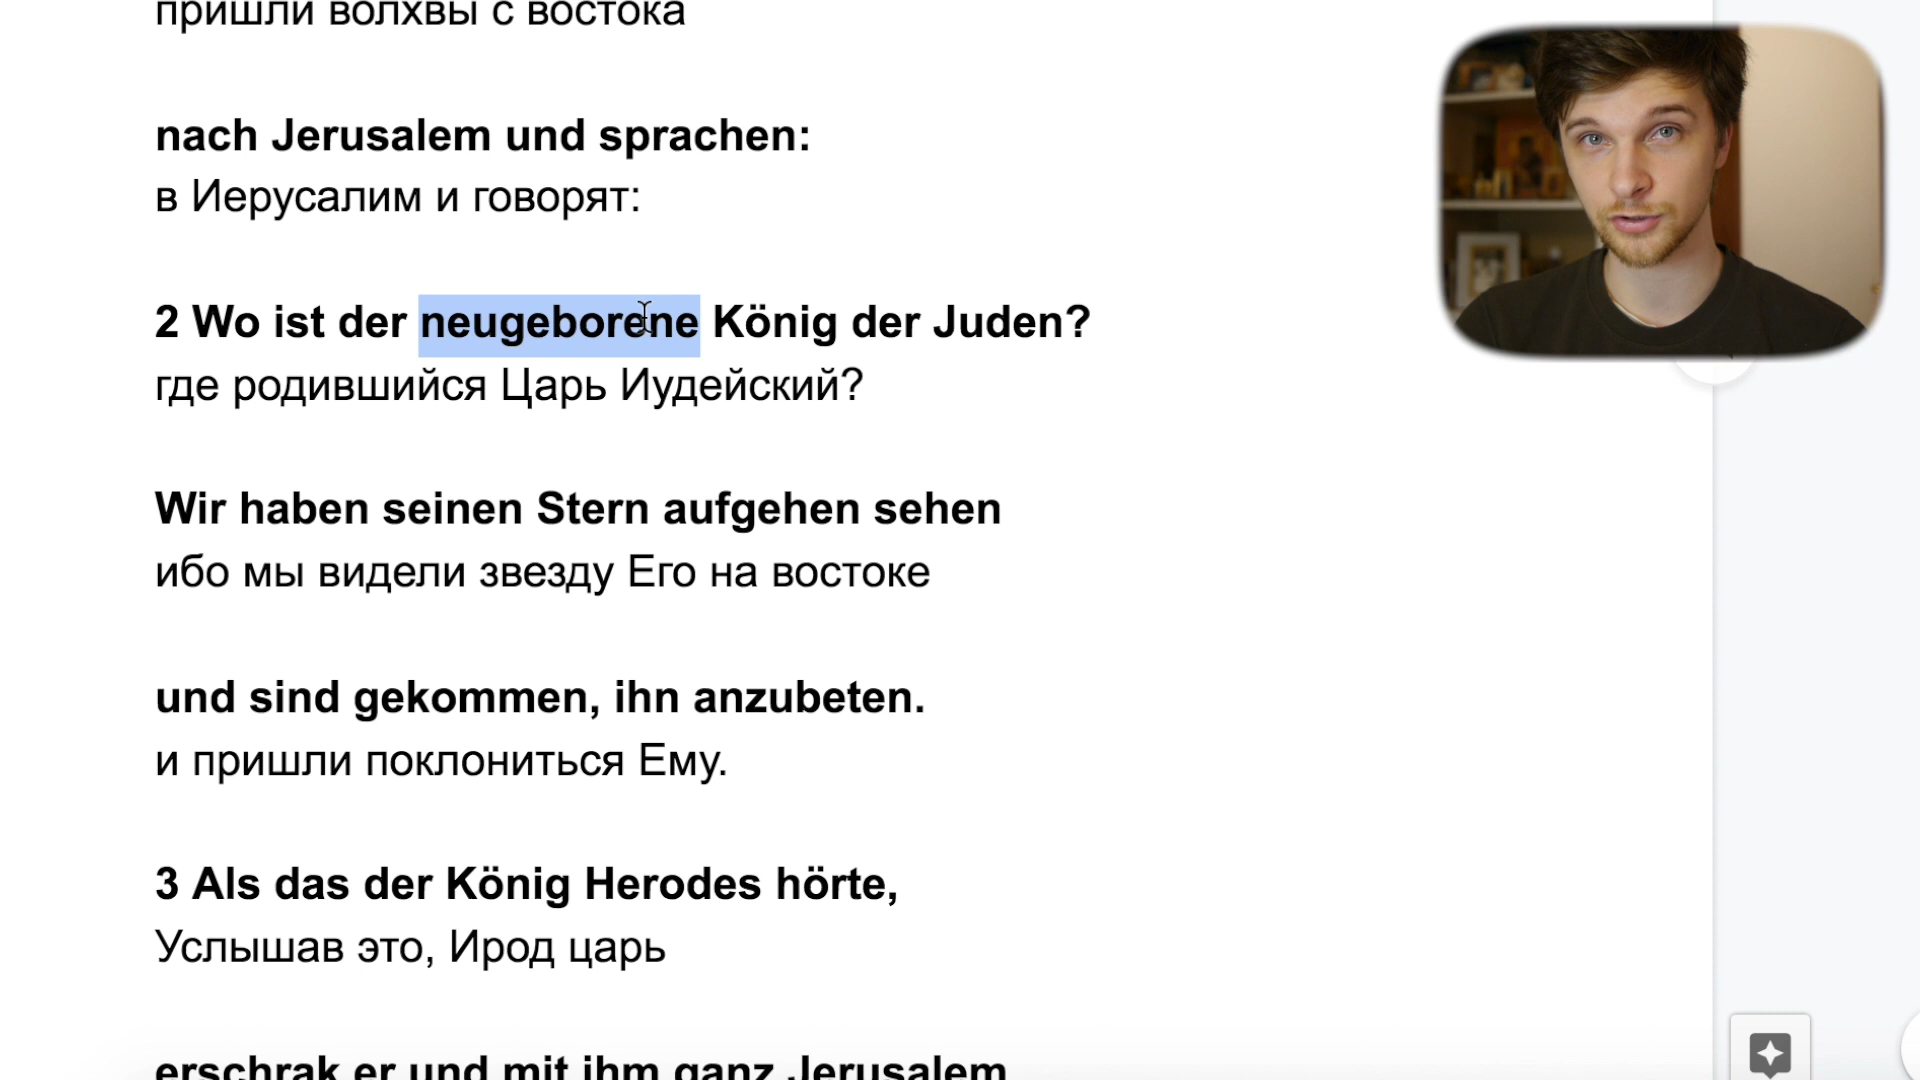 пришли волхвы с востока
nach Jerusalem und sprachen:
в Иерусалим и говорят:
2 Wo ist der neugeborene König der Juden?
где родившийся Царь Иудейский?
Wir haben seinen Stern aufgehen sehen
ибо мы видели звезду Его на востоке
und sind gekommen, ihn anzubeten.
и пришли поклониться Ему.
3 Als das der König Herodes hörte,
Услышав это, Ирод царь
erschrak er und mit ihm ganz Jerusalem